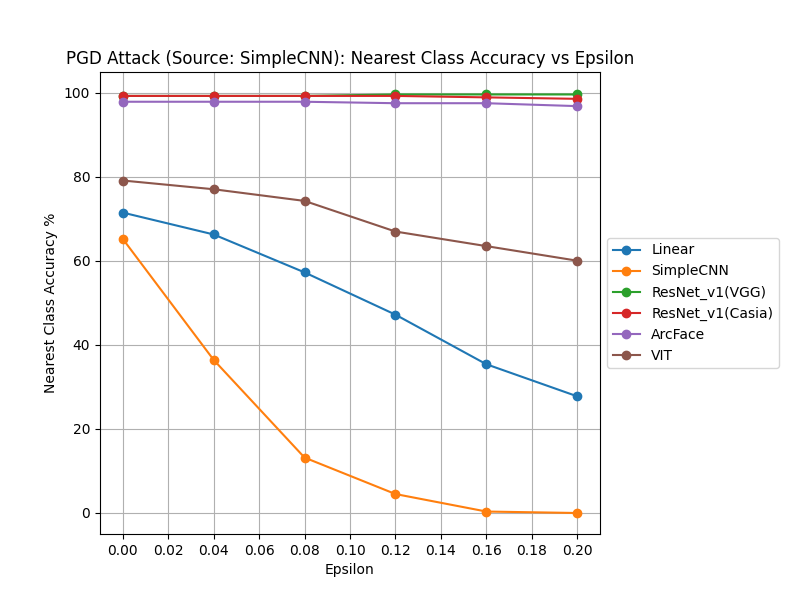 PGD Attack (Source: SimpleCNN): Nearest Class Accuracy vs Epsilon
100
80
60
40
20
0
Nearest Class Accuracy %
0.00 0.02 0.04 0.06 0.08 0.10 0.12 0.14 0.16 0.18 0.20
Epsilon
Linear
SimpleCNN
ResNet_v1(VGG)
ResNet_v1(Casia)
ArcFace
VIT